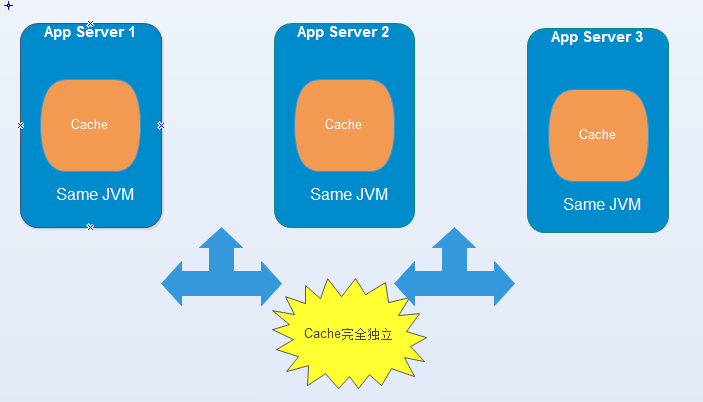 App Server 1
App Server 2
App Server 3
Cache
Cache
Cache
Same JVM
Same JVM
Same JVM
Cache完全独立